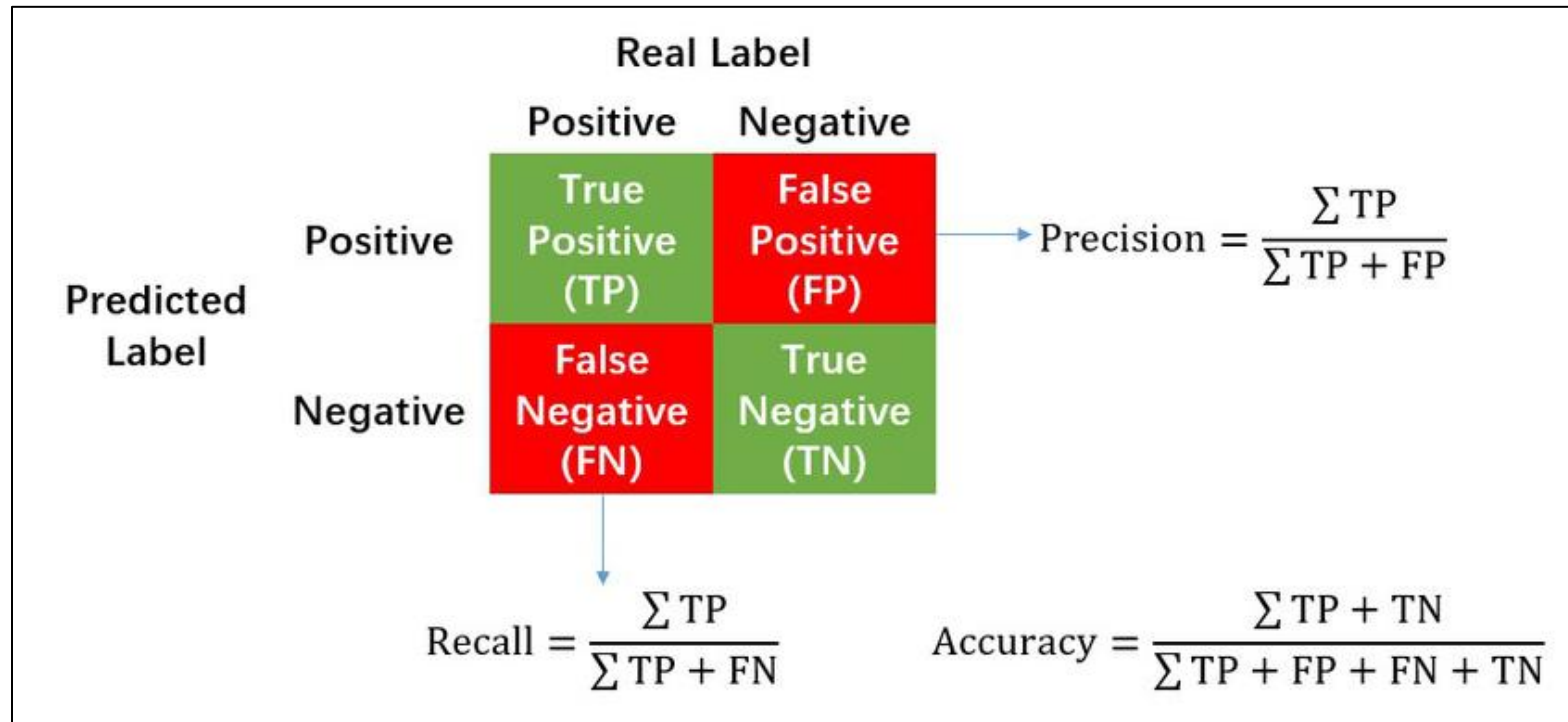 Real Label
Positive Negative
True
Positive
(TP)
False
Positive
(FP)
Positive
Predicted
Label
Negative
False
Negative
(FN)
True
Negative
(TN)
Precision = ∑ TP / ∑ TP + FP
Recall = ∑ TP / ∑ TP + FN
Accuracy = ∑ TP + TN / ∑ TP + FP + FN + TN